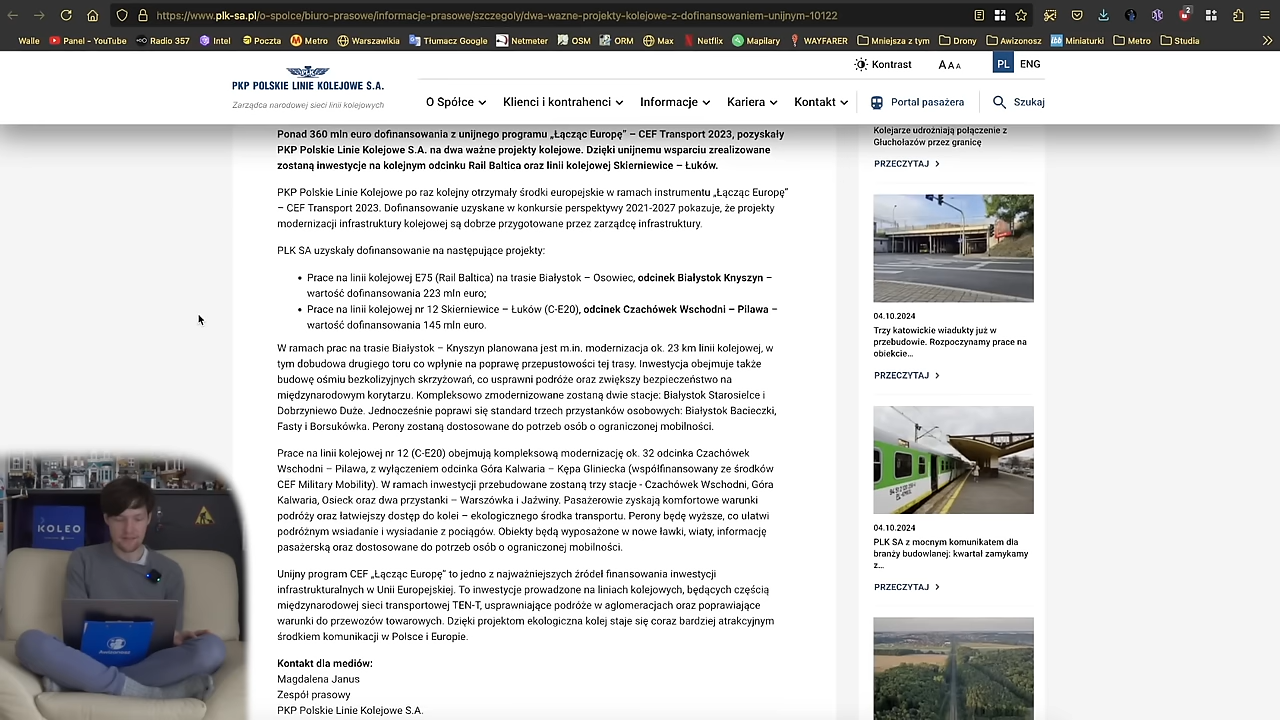 https://www.plk-sa.pl/o-spolce/biuro-prasowe/informacje-prasowe/szczegoly/dwa-wazne-projekty-kolejowe-z-dofinansowaniem-unijnym-10122
2
Walle Panel - YouTube Radio 357 Intel Poczta Metro Warszawikia Tłumacz Google Netmeter OSM ORM Max Netflix Mapilary WAYFARER Mniejsza z tym Drony Awizonosz Miniaturki Metro Studia
Kontrast A A A PL ENG
PKP POLSKIE LINIE KOLEJOWE S.A.
Zarządca narodowej sieci linii kolejowych
O Spółce Klienci i kontrahenci Informacje Kariera Kontakt Portal pasażera Szukaj
Ponad 360 mln euro dofinansowania z unijnego programu „Łącząc Europę” – CEF Transport 2023, pozyskały
PKP Polskie Linie Kolejowe S.A. na dwa ważne projekty kolejowe. Dzięki unijnemu wsparciu zrealizowane
zostaną inwestycje na kolejnym odcinku Rail Baltica oraz linii kolejowej Skierniewice – Łuków.
PKP Polskie Linie Kolejowe po raz kolejny otrzymały środki europejskie w ramach instrumentu „Łącząc Europę”
– CEF Transport 2023. Dofinansowanie uzyskane w konkursie perspektywy 2021-2027 pokazuje, że projekty
modernizacji infrastruktury kolejowej są dobrze przygotowane przez zarządcę infrastruktury.
PLK SA uzyskały dofinansowanie na następujące projekty:
• Prace na linii kolejowej E75 (Rail Baltica) na trasie Białystok – Osowiec, odcinek Białystok Knyszyn –
wartość dofinansowania 223 mln euro;
• Prace na linii kolejowej nr 12 Skierniewice – Łuków (C-E20), odcinek Czachówek Wschodni – Pilawa –
wartość dofinansowania 145 mln euro.
W ramach prac na trasie Białystok – Knyszyn planowana jest m.in. modernizacja ok. 23 km linii kolejowej, w
tym dobudowa drugiego toru co wpłynie na poprawę przepustowości tej trasy. Inwestycja obejmuje także
budowę ośmiu bezkolizyjnych skrzyżowań, co usprawni podróże oraz zwiększy bezpieczeństwo na
międzynarodowym korytarzu. Kompleksowo zmodernizowane zostaną dwie stacje: Białystok Starosielce i
Dobrzyniewo Duże. Jednocześnie poprawi się standard trzech przystanków osobowych: Białystok Bacieczki,
Fasty i Borsukówka. Perony zostaną dostosowane do potrzeb osób o ograniczonej mobilności.
Prace na linii kolejowej nr 12 (C-E20) obejmują kompleksową modernizację ok. 32 odcinka Czachówek
Wschodni – Pilawa, z wyłączeniem odcinka Góra Kalwaria – Kępa Gliniecka (współfinansowany ze środków
CEF Military Mobility). W ramach inwestycji przebudowane zostaną trzy stacje - Czachówek Wschodni, Góra
Kalwaria, Osieck oraz dwa przystanki – Warszówka i Jaźwiny. Pasażerowie zyskają komfortowe warunki
podróży oraz łatwiejszy dostęp do kolei – ekologicznego środka transportu. Perony będą wyższe, co ułatwi
podróżnym wsiadanie i wysiadanie z pociągów. Obiekty będą wyposażone w nowe ławki, wiaty, informację
pasażerską oraz dostosowane do potrzeb osób o ograniczonej mobilności.
Unijny program CEF „Łącząc Europę” to jedno z najważniejszych źródeł finansowania inwestycji
infrastrukturalnych w Unii Europejskiej. To inwestycje prowadzone na liniach kolejowych, będących częścią
międzynarodowej sieci transportowej TEN-T, usprawniające podróże w aglomeracjach oraz poprawiające
warunki do przewozów towarowych. Dzięki projektom ekologiczna kolej staje się coraz bardziej atrakcyjnym
środkiem komunikacji w Polsce i Europie.
Kontakt dla mediów:
Magdalena Janus
Zespół prasowy
PKP Polskie Linie Kolejowe S.A.
Kolejarze udrożniają połączenie z
Głuchołazów przez granicę
PRZECZYTAJ
04.10.2024
Trzy katowickie wiadukty już w
przebudowie. Rozpoczynamy prace na
obiekcie...
PRZECZYTAJ
04.10.2024
PLK SA z mocnym komunikatem dla
branży budowlanej: kwartał zamykamy
z...
PRZECZYTAJ
KOLEO